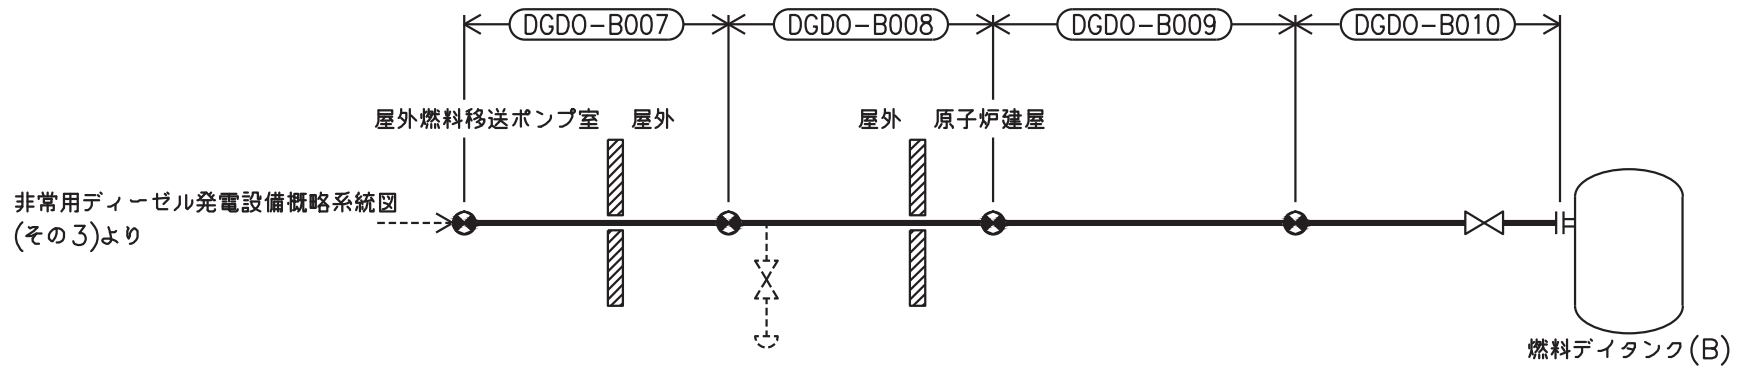 DGDO-B007
DGDO-B008
DGDO-B009
DGDO-B010
屋外燃料移送ポンプ室
屋外
屋外
原子炉建屋
非常用ディーゼル発電設備概略系統図
(その3)より
燃料デイタンク(B)